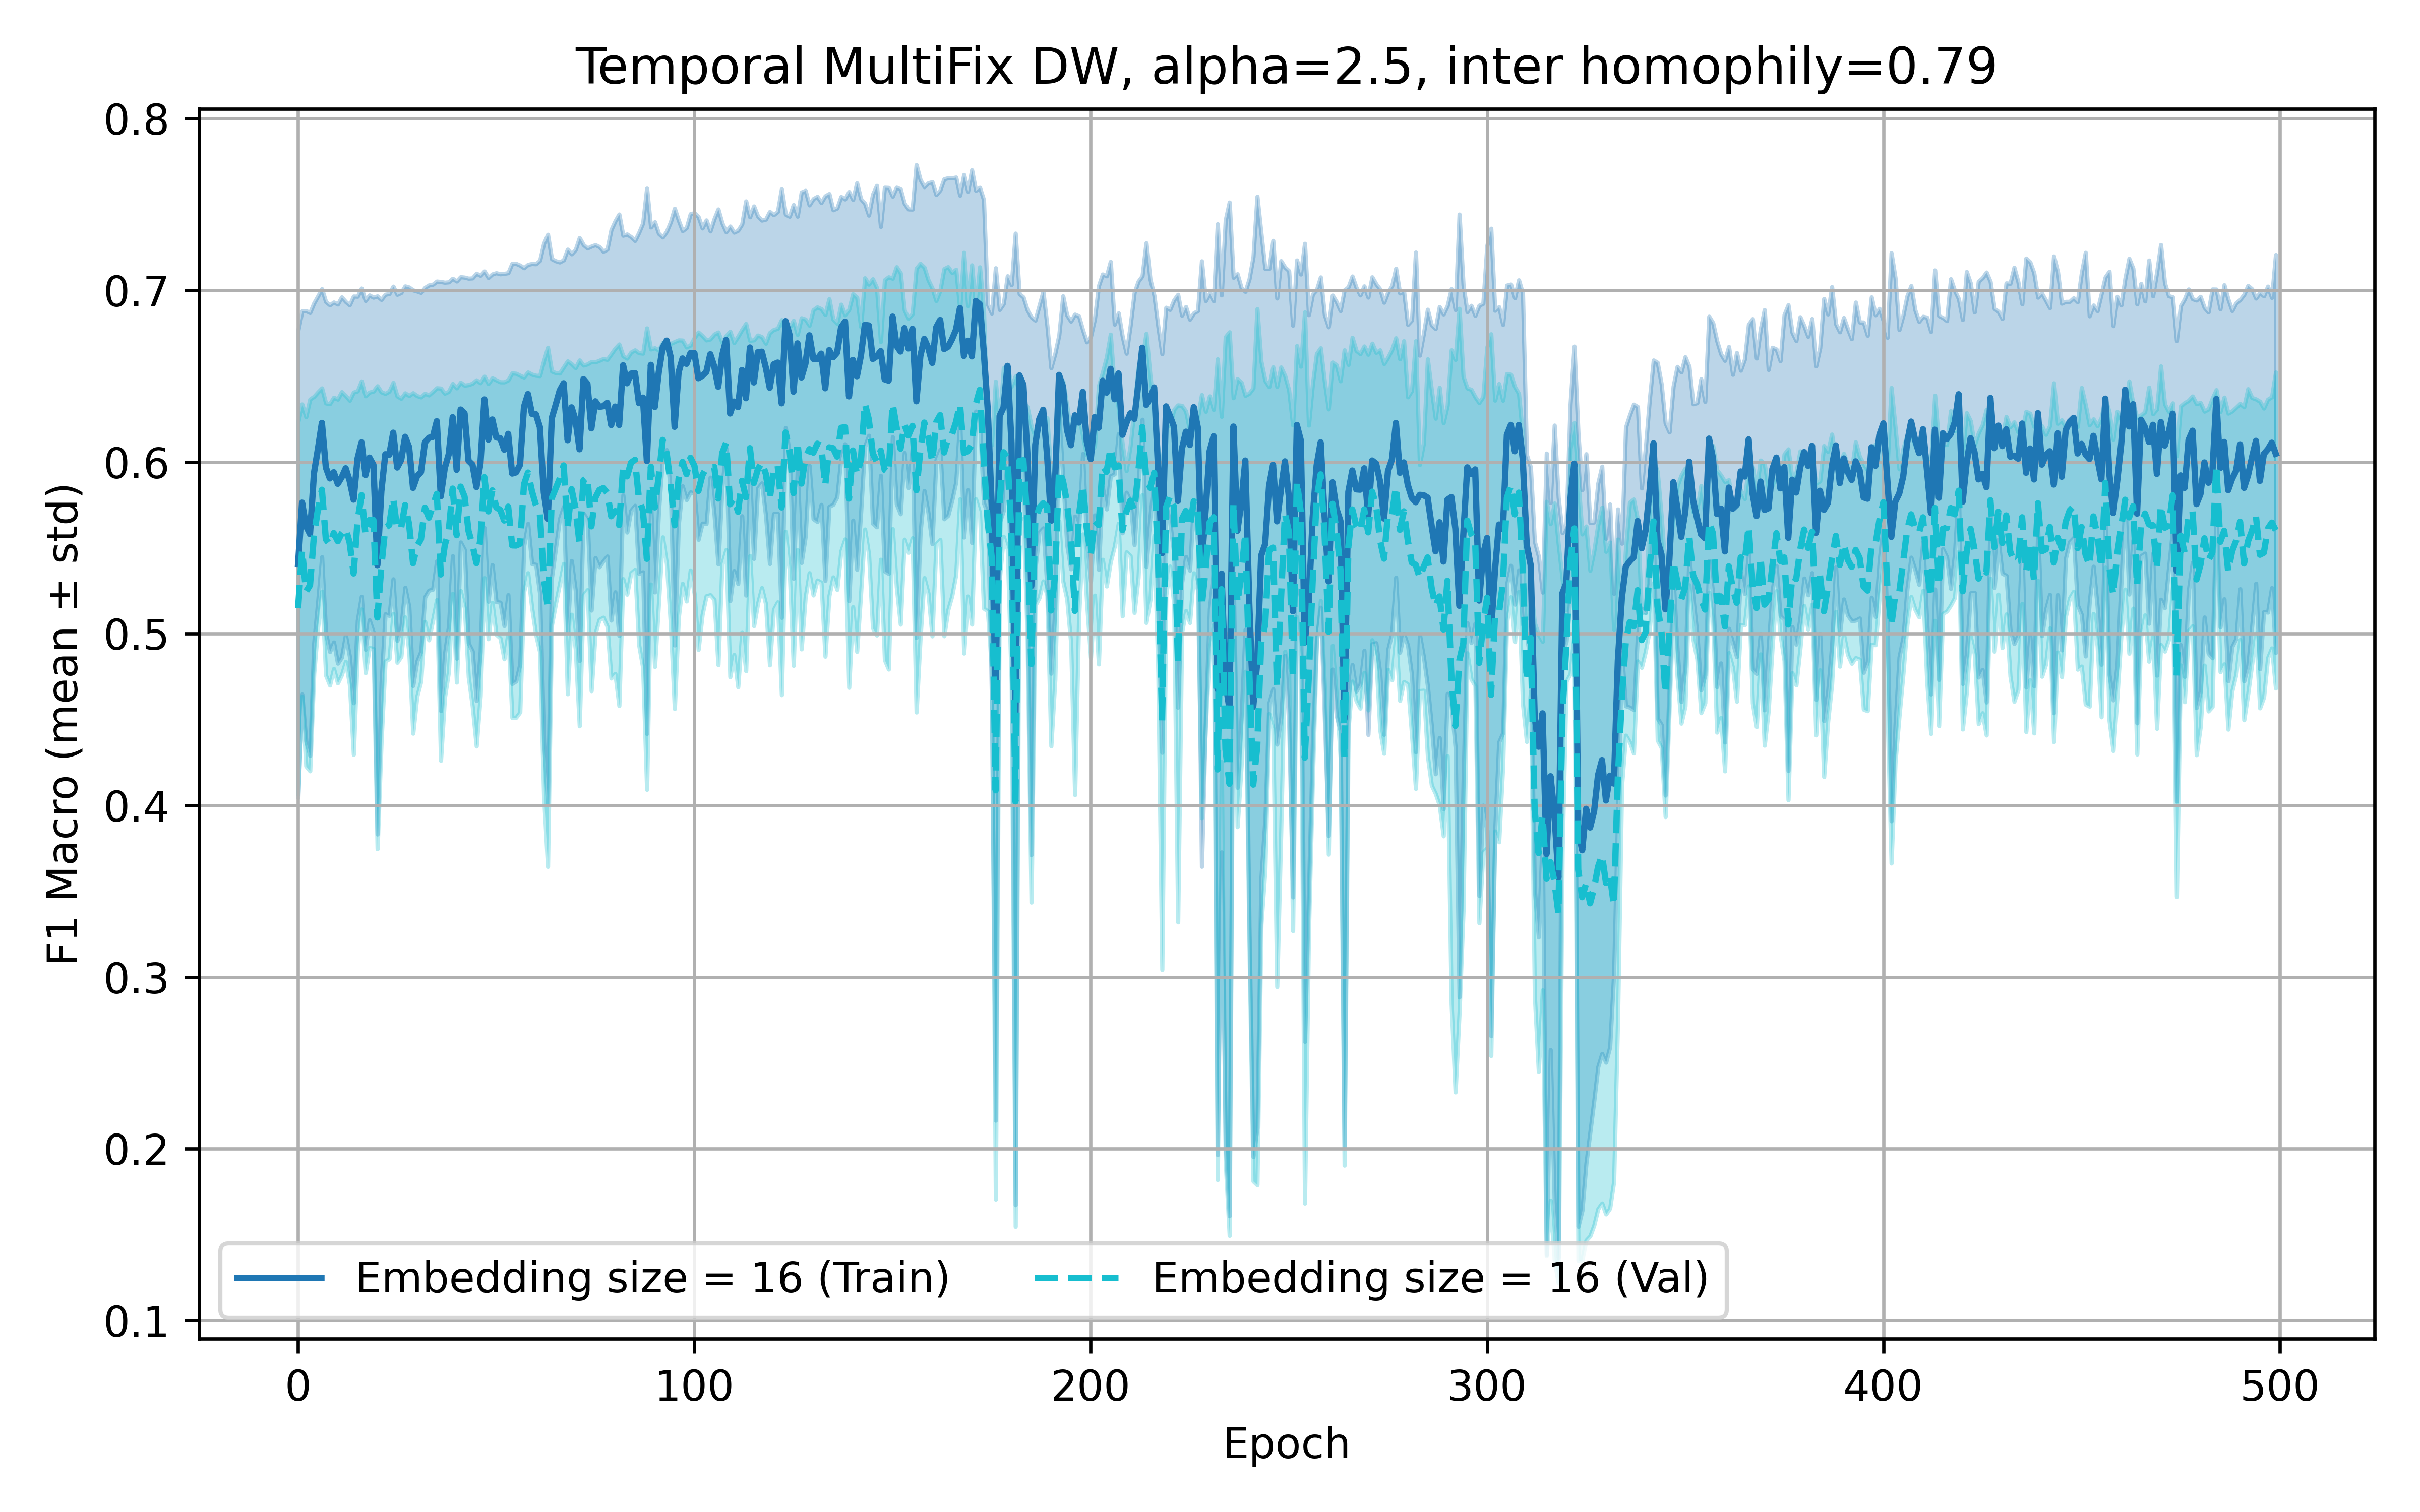 Temporal MultiFix DW, alpha=2.5, inter homophily=0.79
F1 Macro (mean ± std)
0.8
0.7
0.6
0.5
0.4
0.3
0.2
0.1
Embedding size = 16 (Train)
Embedding size = 16 (Val)
0
100
200
300
400
500
Epoch